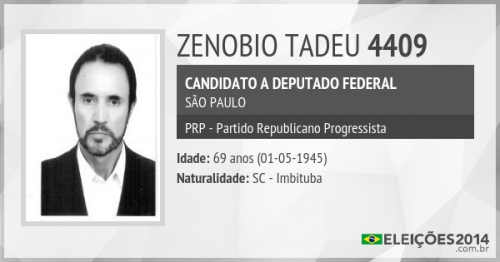 ZENOBIO TADEU 4409
CANDIDATO A DEPUTADO FEDERAL
SÃO PAULO
PRP - Partido Republicano Progressista
Idade: 69 anos (01-05-1945)
Naturalidade: SC - Imbituba
ELEIÇÕES2014
.com.br